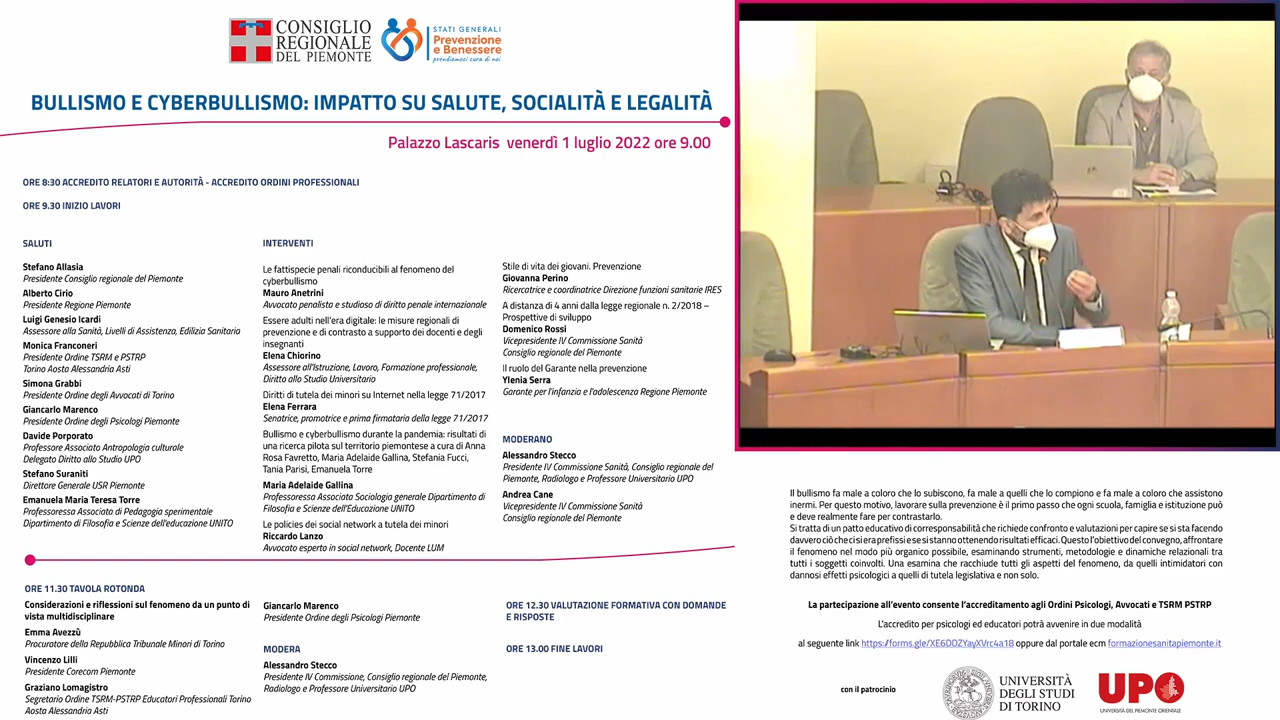 CONSIGLIO
REGIONALE
DEL PIEMONTE
STATI GENERALI
Prevenzione
e Benessere
prendiamoci cura di noi
BULLISMO E CYBERBULLISMO: IMPATTO SU SALUTE, SOCIALITÀ E LEGALITÀ
Palazzo Lascaris venerdì 1 luglio 2022 ore 9.00
ORE 8:30 ACCREDITO RELATORI E AUTORITÀ - ACCREDITO ORDINI PROFESSIONALI
ORE 9.30 INIZIO LAVORI
SALUTI
Stefano Allasia
Presidente Consiglio regionale del Piemonte
Alberto Cirio
Presidente Regione Piemonte
Luigi Genesio Icardi
Assessore alla Sanità, Livelli di Assistenza, Edilizia Sanitaria
Monica Franconeri
Presidente Ordine TSRM e PSTRP
Torino Aosta Alessandria Asti
Simona Grabbi
Presidente Ordine degli Avvocati di Torino
Giancarlo Marenco
Presidente Ordine degli Psicologi Piemonte
Davide Porporato
Professore Associato Antropologia culturale
Delegato Diritto allo Studio UPO
Stefano Suraniti
Direttore Generale USR Piemonte
Emanuela Maria Teresa Torre
Professoressa Associata di Pedagogia sperimentale
Dipartimento di Filosofia e Scienze dell'educazione UNITO
INTERVENTI
Le fattispecie penali riconducibili al fenomeno del
cyberbullismo
Mauro Anetrini
Avvocato penalista e studioso di diritto penale internazionale
Essere adulti nell'era digitale: le misure regionali di
prevenzione e di contrasto a supporto dei docenti e degli
insegnanti
Elena Chiorino
Assessore all'Istruzione, Lavoro, Formazione professionale,
Diritto allo Studio Universitario
Diritti di tutela dei minori su Internet nella legge 71/2017
Elena Ferrara
Senatrice, promotrice e prima firmataria della legge 71/2017
Bullismo e cyberbullismo durante la pandemia: risultati di
una ricerca pilota sul territorio piemontese a cura di Anna
Rosa Favretto, Maria Adelaide Gallina, Stefania Fucci,
Tania Parisi, Emanuela Torre
Maria Adelaide Gallina
Professoressa Associata Sociologia generale Dipartimento di
Filosofia e Scienze dell'Educazione UNITO
Le policies dei social network a tutela dei minori
Riccardo Lanzo
Avvocato esperto in social network, Docente LUM
Stile di vita dei giovani. Prevenzione
Giovanna Perino
Ricercatrice e coordinatrice Direzione funzioni sanitarie IRES
A distanza di 4 anni dalla legge regionale n. 2/2018 –
Prospettive di sviluppo
Domenico Rossi
Vicepresidente IV Commissione Sanità
Consiglio regionale del Piemonte
Il ruolo del Garante nella prevenzione
Ylenia Serra
Garante per l'infanzia e l'adolescenza Regione Piemonte
MODERANO
Alessandro Stecco
Presidente IV Commissione Sanità, Consiglio regionale del
Piemonte, Radiologo e Professore Universitario UPO
Andrea Cane
Vicepresidente IV Commissione Sanità
Consiglio regionale del Piemonte
ORE 11.30 TAVOLA ROTONDA
Considerazioni e riflessioni sul fenomeno da un punto di
vista multidisciplinare
Emma Avezzù
Procuratore della Repubblica Tribunale Minori di Torino
Vincenzo Lilli
Presidente Corecom Piemonte
Graziano Lomagistro
Segretario Ordine TSRM-PSTRP Educatori Professionali Torino
Aosta Alessandria Asti
Giancarlo Marenco
Presidente Ordine degli Psicologi Piemonte
MODERA
Alessandro Stecco
Presidente IV Commissione, Consiglio regionale del Piemonte,
Radiologo e Professore Universitario UPO
ORE 12.30 VALUTAZIONE FORMATIVA CON DOMANDE
E RISPOSTE
ORE 13.00 FINE LAVORI
Il bullismo fa male a coloro che lo subiscono, fa male a quelli che lo compiono e fa male a coloro che assistono
inermi. Per questo motivo, lavorare sulla prevenzione è il primo passo che ogni scuola, famiglia e istituzione può
e deve realmente fare per contrastarlo.
Si tratta di un patto educativo di corresponsabilità che richiede confronto e valutazioni per capire se si sta facendo
davvero ciò che ci si era prefissi e se si stanno ottenendo risultati efficaci. Questo l'obiettivo del convegno, affrontare
il fenomeno nel modo più organico possibile, esaminando strumenti, metodologie e dinamiche relazionali tra
tutti i soggetti coinvolti. Una esamina che racchiude tutti gli aspetti del fenomeno, da quelli intimidatori con
dannosi effetti psicologici a quelli di tutela legislativa e non solo.
La partecipazione all'evento consente l'accreditamento agli Ordini Psicologi, Avvocati e TSRM PSTRP
L'accredito per psicologi ed educatori potrà avvenire in due modalità
al seguente link https://forms.gle/XE6DDZYayXVrc4a18 oppure dal portale ecm formazionesanitapiemonte.it
con il patrocinio
UNIVERSITÀ
DEGLI STUDI
DI TORINO
UPO
UNIVERSITÀ DEL PIEMONTE ORIENTALE